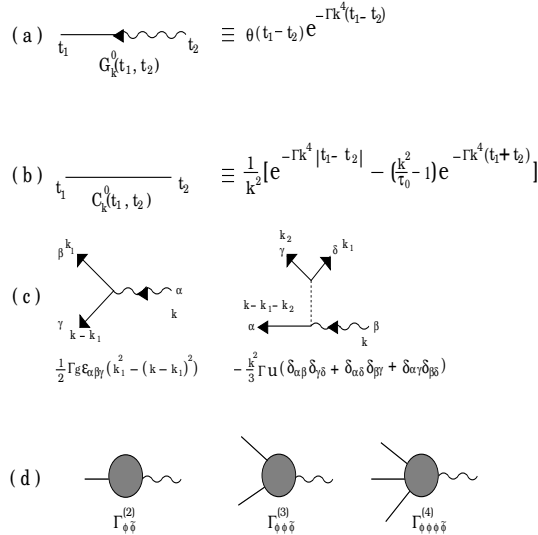 (a) t₁ t₂ ≡ θ(t₁−t₂)e^{−Γk⁴(t₁−t₂)}
G⁰ₖ(t₁,t₂)
(b) t₁ t₂ ≡ 1/k² [e^{−Γk⁴|t₁−t₂|} − (k²/τ₀ −1)e^{−Γk⁴(t₁+t₂)}]
C⁰ₖ(t₁,t₂)
(c)
β k₁
α
k
γ
k−k₁
½Γgε_{αβγ}(k₁²−(k−k₁)²)
k₂
γ δ k₁
k−k₁−k₂
α β
k
−k²/3 Γu(δ_{αβ}δ_{γδ} + δ_{αδ}δ_{βγ} + δ_{αγ}δ_{βδ})
(d)
Γ^{(2)}_{φφ̃} Γ^{(3)}_{φφφ̃} Γ^{(4)}_{φφφφ̃}